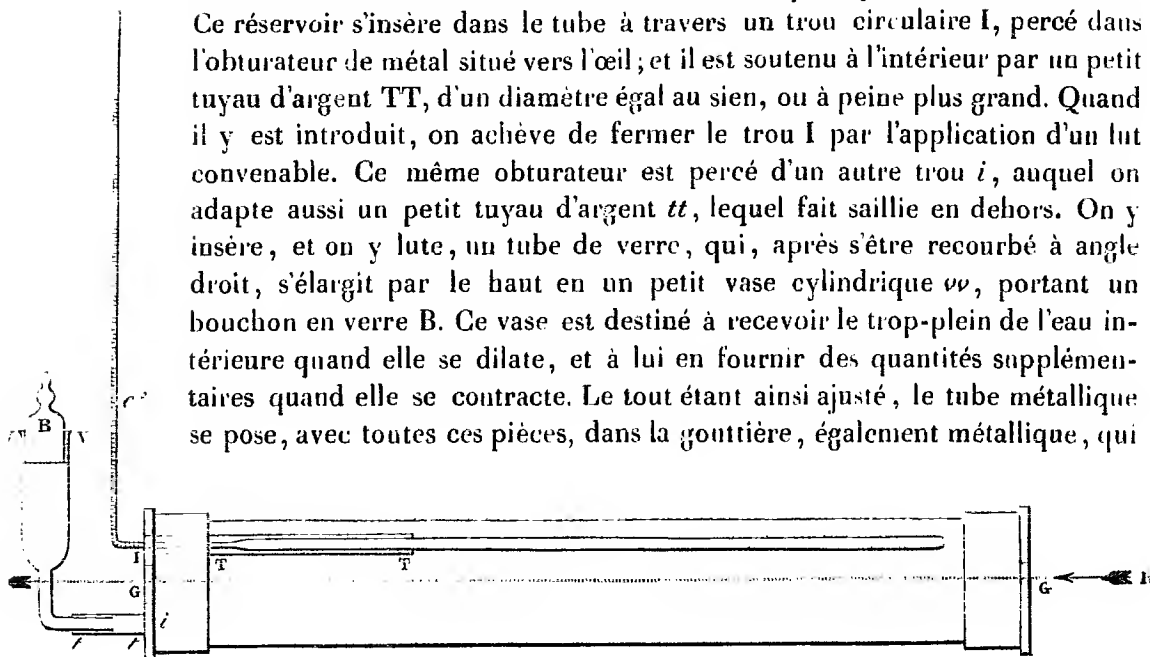 Ce réservoir s'insère dans le tube à travers un trou circulaire I, percé dans
l'obturateur de métal situé vers l'œil; et il est soutenu à l'intérieur par un petit
tuyau d'argent TT, d'un diamètre égal au sien, ou à peine plus grand. Quand
il y est introduit, on achève de fermer le trou I par l'application d'un lut
convenable. Ce même obturateur est percé d'un autre trou i, auquel on
adapte aussi un petit tuyau d'argent tt, lequel fait saillie en dehors. On y
insère, et on y lute, un tube de verre, qui, après s'être recourbé à angle
droit, s'élargit par le haut en un petit vase cylindrique vv, portant un
bouchon en verre B. Ce vase est destiné à recevoir le trop-plein de l'eau in-
térieure quand elle se dilate, et à lui en fournir des quantités supplémen-
taires quand elle se contracte. Le tout étant ainsi ajusté, le tube métallique
se pose, avec toutes ces pièces, dans la gouttière, également métallique, qui
B
V
I
T T
G G
i
t t